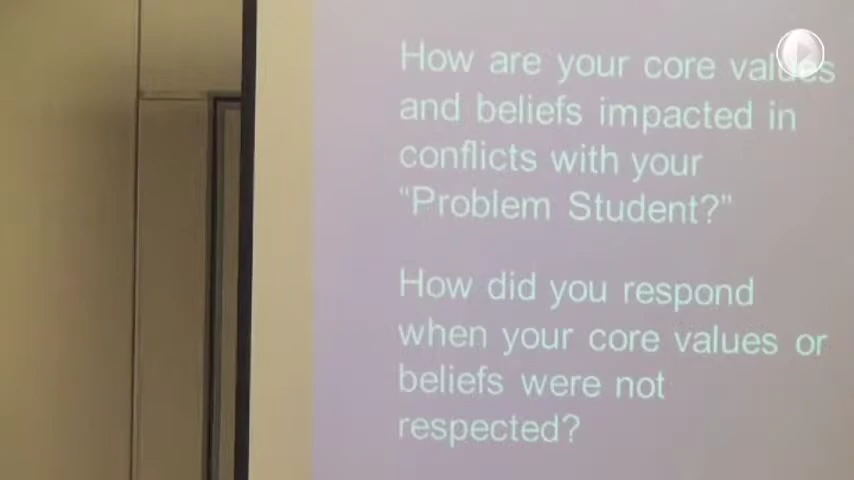 How are your core values
and beliefs impacted in
conflicts with your
“Problem Student?”
How did you respond
when your core values or
beliefs were not
respected?